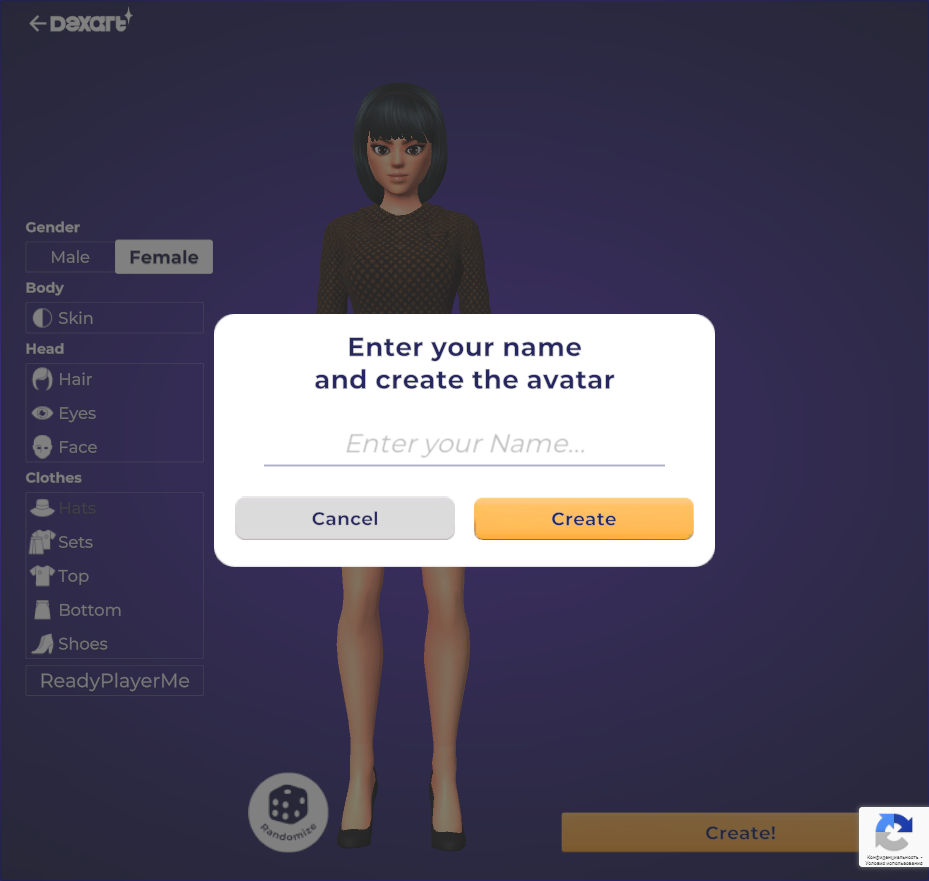 Dexart
Gender
Male
Female
Body
Skin
Head
Hair
Eyes
Face
Clothes
Hats
Sets
Top
Bottom
Shoes
ReadyPlayerMe
Enter your name
and create the avatar
Enter your Name...
Cancel
Create
Randomize
Create!
Конфиденциальность -
Условия использования